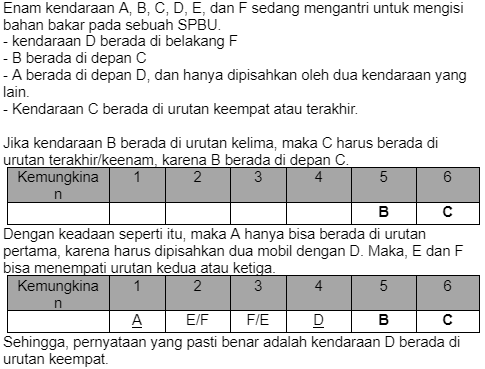 Enam kendaraan A, B, C, D, E, dan F sedang mengantri untuk mengisi
bahan bakar pada sebuah SPBU.
- kendaraan D berada di belakang F
- B berada di depan C
- A berada di depan D, dan hanya dipisahkan oleh dua kendaraan yang
lain.
- Kendaraan C berada di urutan keempat atau terakhir.
Jika kendaraan B berada di urutan kelima, maka C harus berada di
urutan terakhir/keenam, karena B berada di depan C.
Kemungkina 1 2 3 4 5 6
n
B C
Dengan keadaan seperti itu, maka A hanya bisa berada di urutan
pertama, karena harus dipisahkan dua mobil dengan D. Maka, E dan F
bisa menempati urutan kedua atau ketiga.
Kemungkina 1 2 3 4 5 6
n
A E/F F/E D B C
Sehingga, pernyataan yang pasti benar adalah kendaraan D berada di
urutan keempat.